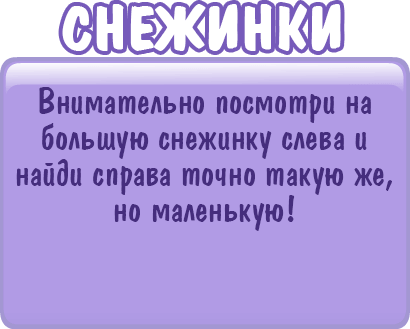 СНЕЖИНКИ
Внимательно посмотри на
большую снежинку слева и
найди справа точно такую же,
но маленькую!